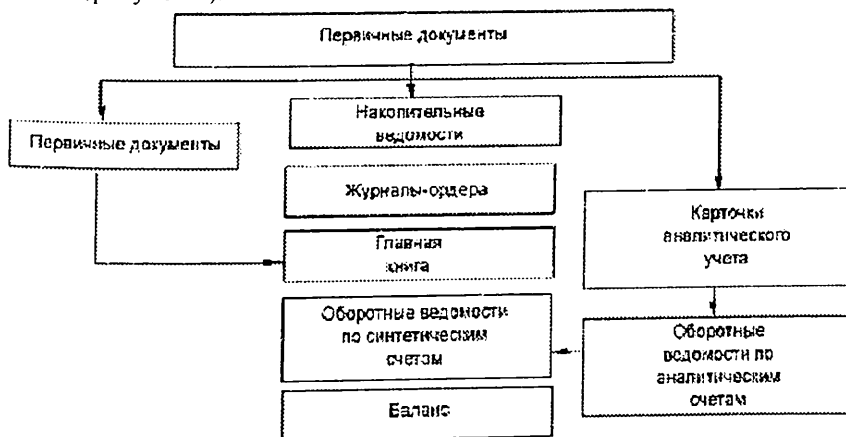 Первичные документы
Накопительные
ведомости
Первичные документы
Журналы-ордера
Карточки
аналитического
учета
Главная
книга
Оборотные ведомости
по синтетическим
счетам
Оборотные
ведомости по
аналитическим
счетам
Баланс